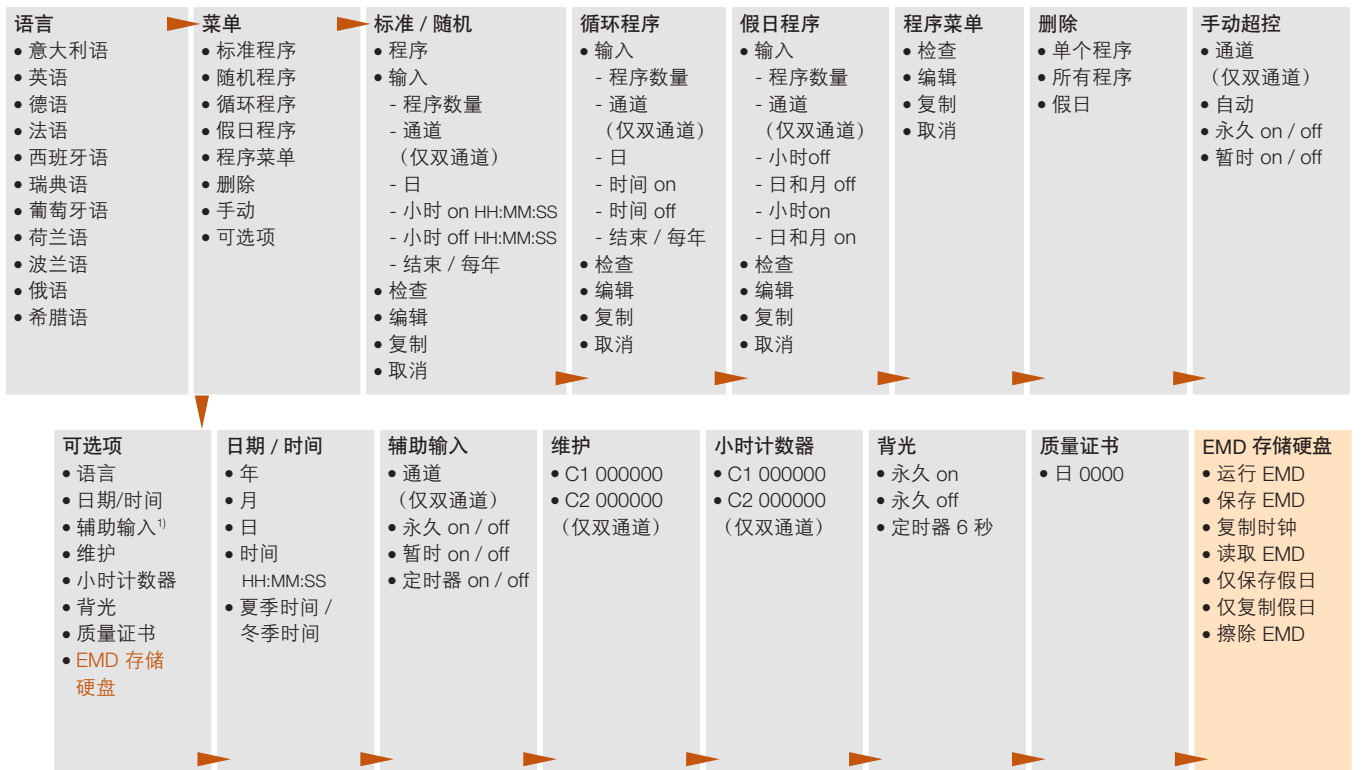 语言
• 意大利语
• 英语
• 德语
• 法语
• 西班牙语
• 瑞典语
• 葡萄牙语
• 荷兰语
• 波兰语
• 俄语
• 希腊语
菜单
• 标准程序
• 随机程序
• 循环程序
• 假日程序
• 程序菜单
• 删除
• 手动
• 可选项
标准 / 随机
• 程序
• 输入
- 程序数量
- 通道
（仅双通道）
- 日
- 小时 on HH:MM:SS
- 小时 off HH:MM:SS
- 结束 / 每年
• 检查
• 编辑
• 复制
• 取消
循环程序
• 输入
- 程序数量
- 通道
（仅双通道）
- 日
- 时间 on
- 时间 off
- 结束 / 每年
• 检查
• 编辑
• 复制
• 取消
假日程序
• 输入
- 程序数量
- 通道
（仅双通道）
- 小时off
- 日和月 off
- 小时on
- 日和月 on
• 检查
• 编辑
• 复制
• 取消
程序菜单
• 检查
• 编辑
• 复制
• 取消
删除
• 单个程序
• 所有程序
• 假日
手动超控
• 通道
（仅双通道）
• 自动
• 永久 on / off
• 暂时 on / off
可选项
• 语言
• 日期/时间
• 辅助输入1)
• 维护
• 小时计数器
• 背光
• 质量证书
• EMD 存储
硬盘
日期 / 时间
• 年
• 月
• 日
• 时间
HH:MM:SS
• 夏季时间 /
冬季时间
辅助输入
• 通道
（仅双通道）
• 永久 on / off
• 暂时 on / off
• 定时器 on / off
维护
• C1 000000
• C2 000000
（仅双通道）
小时计数器
• C1 000000
• C2 000000
（仅双通道）
背光
• 永久 on
• 永久 off
• 定时器 6 秒
质量证书
• 日 0000
EMD 存储硬盘
• 运行 EMD
• 保存 EMD
• 复制时钟
• 读取 EMD
• 仅保存假日
• 仅复制假日
• 擦除 EMD